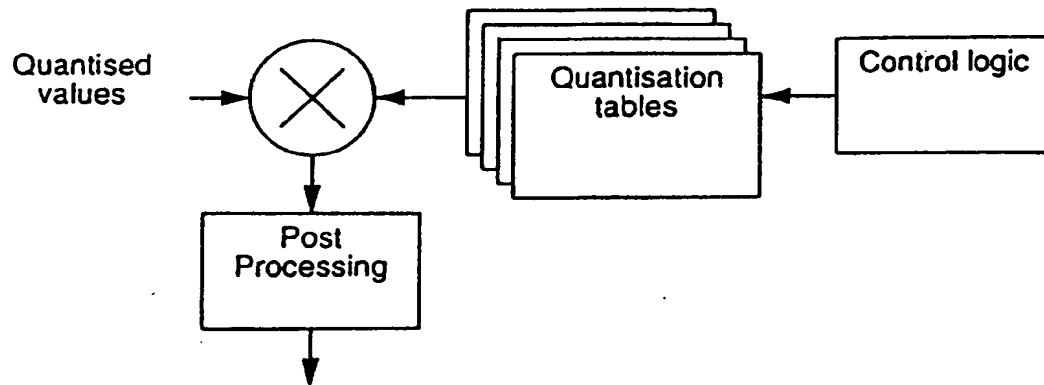 Quantised
values
Quantisation
tables
Control logic
Post
Processing